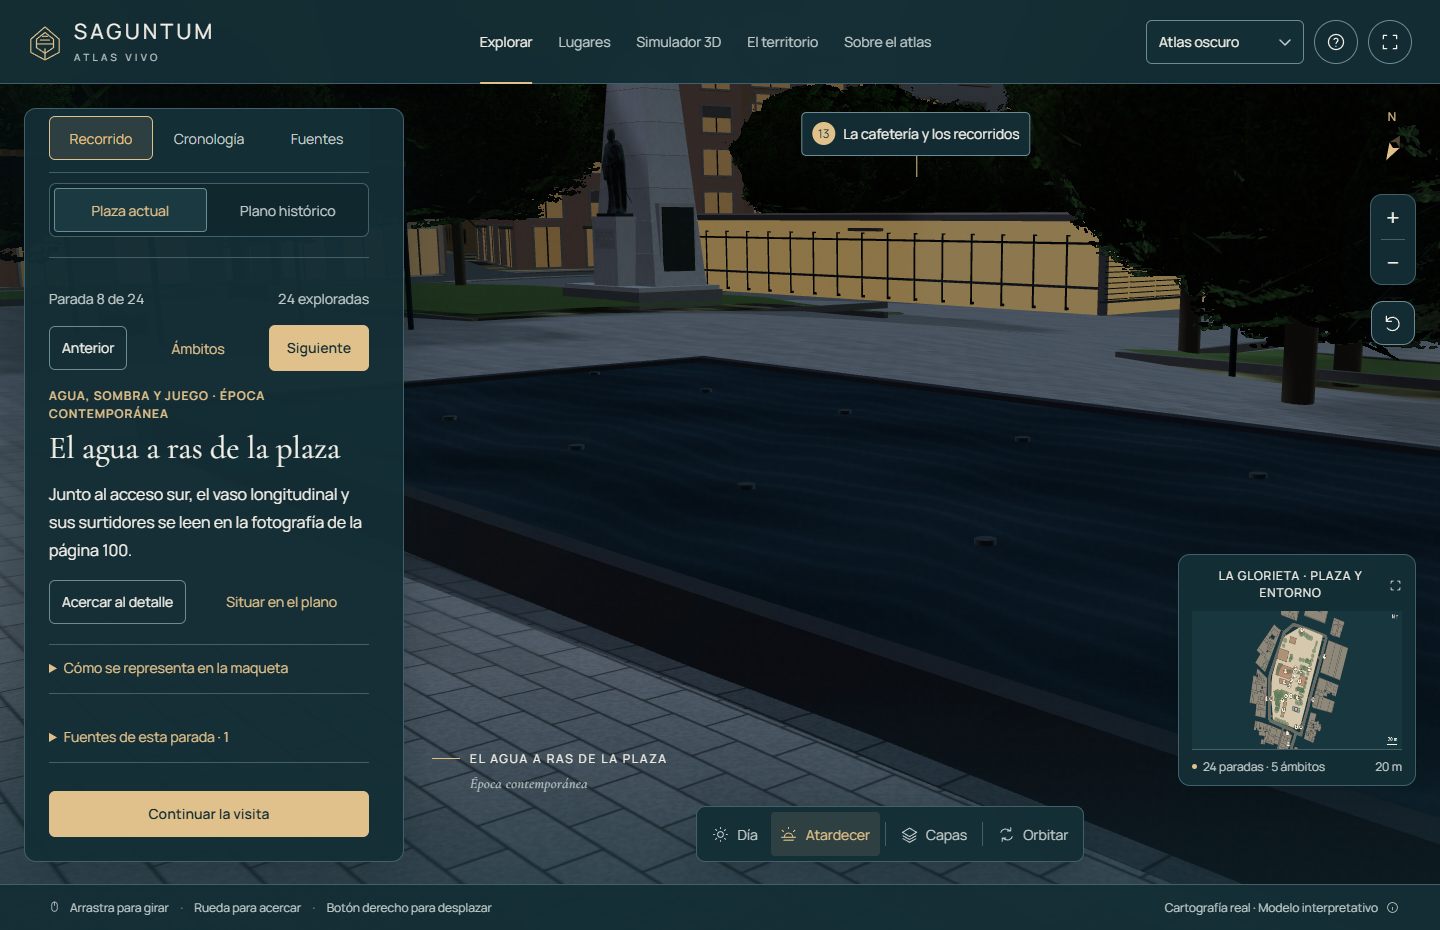 SAGUNTUM
ATLAS VIVO
Explorar
Lugares
Simulador 3D
El territorio
Sobre el atlas
Atlas oscuro
Recorrido
Cronología
Fuentes
Plaza actual
Plano histórico
Parada 8 de 24
24 exploradas
Anterior
Ámbitos
Siguiente
AGUA, SOMBRA Y JUEGO · ÉPOCA
CONTEMPORÁNEA
El agua a ras de la plaza
Junto al acceso sur, el vaso longitudinal y
sus surtidores se leen en la fotografía de la
página 100.
Acercar al detalle
Situar en el plano
Cómo se representa en la maqueta
Fuentes de esta parada · 1
Continuar la visita
13 La cafetería y los recorridos
N
+
−
EL AGUA A RAS DE LA PLAZA
Época contemporánea
LA GLORIETA · PLAZA Y
ENTORNO
24 paradas · 5 ámbitos
20 m
Día
Atardecer
Capas
Orbitar
Arrastra para girar · Rueda para acercar · Botón derecho para desplazar
Cartografía real · Modelo interpretativo